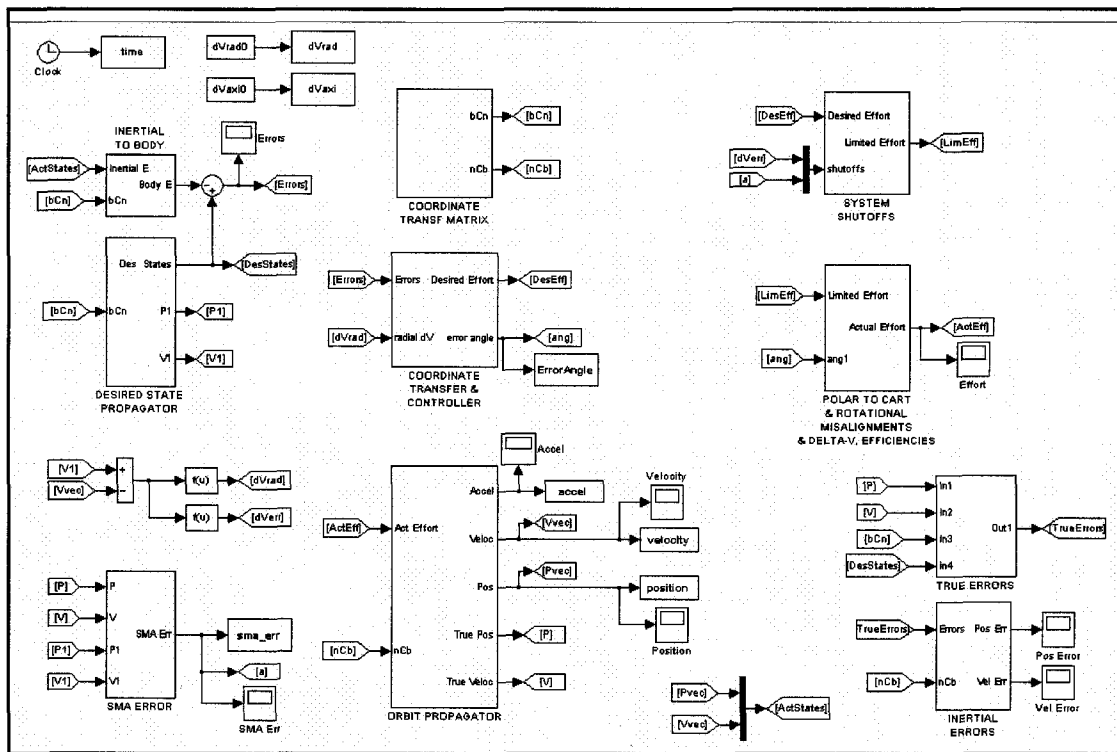 time
Clock
dVrad0
dVrad
dVaxi0
dVaxi
INERTIAL
TO BODY
Errors
[ActStates]
Inertial E
Body E
[bCn]
bCn
[Errors]
bCn
[bCn]
nCb
[nCb]
COORDINATE
TRANSF MATRIX
[DesEff]
Desired Effort
Limited Effort
[LimEff]
[dVerr]
[a]
shutoffs
SYSTEM
SHUTOFFS
Des States
[DesStates]
[bCn]
bCn
P1
[P1]
V1
[V1]
DESIRED STATE
PROPAGATOR
[Errors]
Errors
Desired Effort
[DesEff]
[dVrad]
radial dV
error angle
[ang]
ErrorAngle
COORDINATE
TRANSFER &
CONTROLLER
[LimEff]
Limited Effort
Actual Effort
[ActEff]
[ang]
ang1
Effort
POLAR TO CART
& ROTATIONAL
MISALIGNMENTS
& DELTA-V, EFFICIENCIES
[V1]
[Vvec]
+
−
f(u)
[dVrad]
f(u)
[dVerr]
Accel
Accel
accel
Velocity
[ActEff]
Act Effort
Veloc
[Vvec]
velocity
Pos
[Pvec]
position
Position
True Pos
[P]
[nCb]
nCb
True Veloc
[V]
ORBIT PROPAGATOR
[P]
In1
[V]
In2
[bCn]
In3
[DesStates]
In4
Out1
[TrueErrors]
TRUE ERRORS
[P]
P
[V]
V
[P1]
P1
[V1]
V1
SMA Err
sma_err
[a]
SMA Err
SMA ERROR
[Pvec]
[Vvec]
[ActStates]
[TrueErrors]
Errors
Pos Err
Pos Error
[nCb]
nCb
Vel Err
Vel Error
INERTIAL
ERRORS